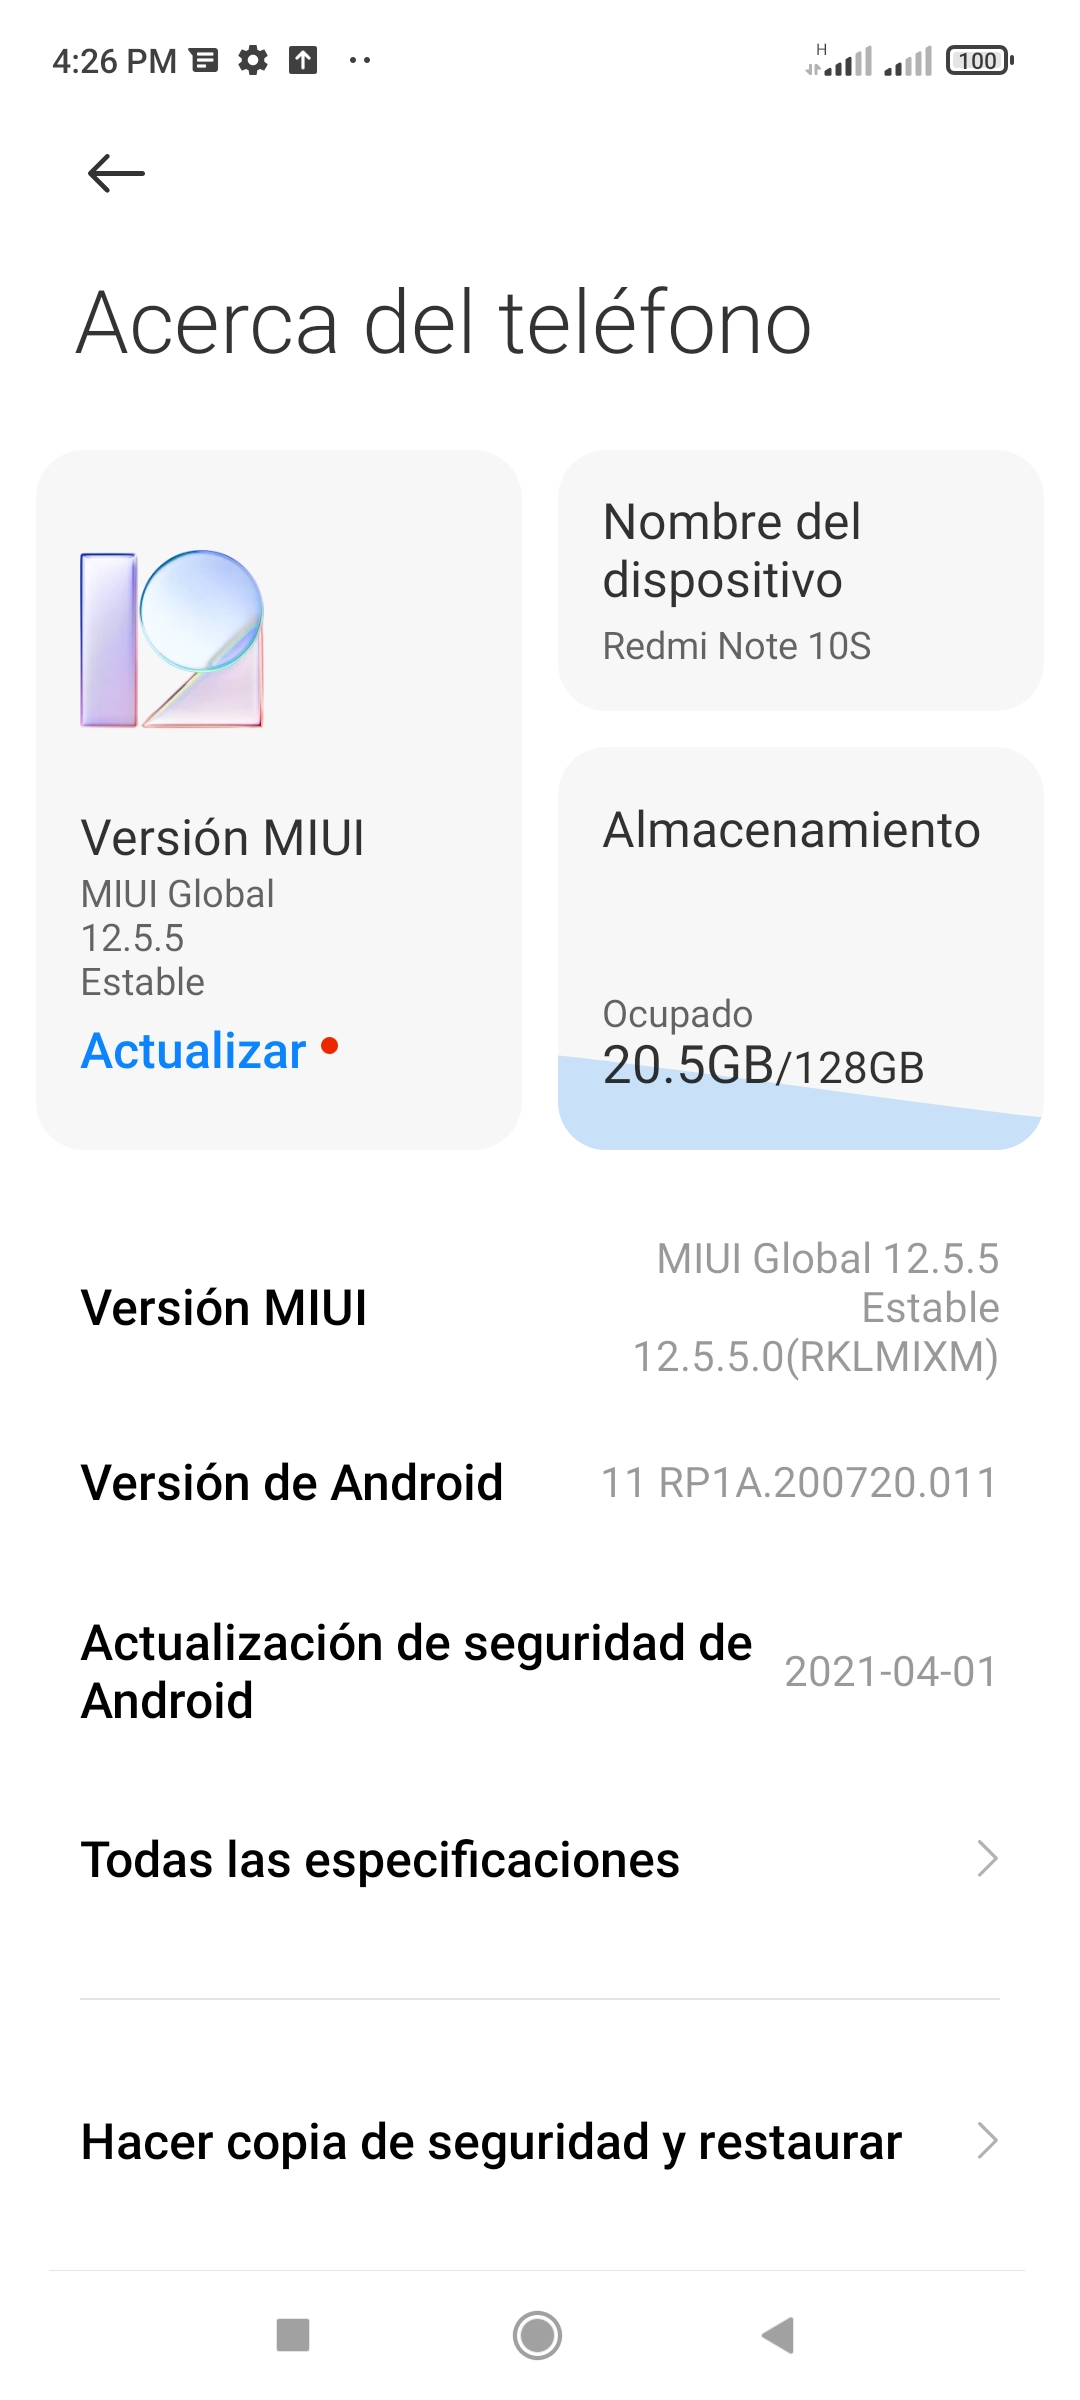 4:26 PM
H
100
Acerca del teléfono
12
Versión MIUI
MIUI Global
12.5.5
Estable
Actualizar
Nombre del
dispositivo
Redmi Note 10S
Almacenamiento
Ocupado
20.5GB/128GB
Versión MIUI
MIUI Global 12.5.5
Estable
12.5.5.0(RKLMIXM)
Versión de Android
11 RP1A.200720.011
Actualización de seguridad de
Android
2021-04-01
Todas las especificaciones
Hacer copia de seguridad y restaurar